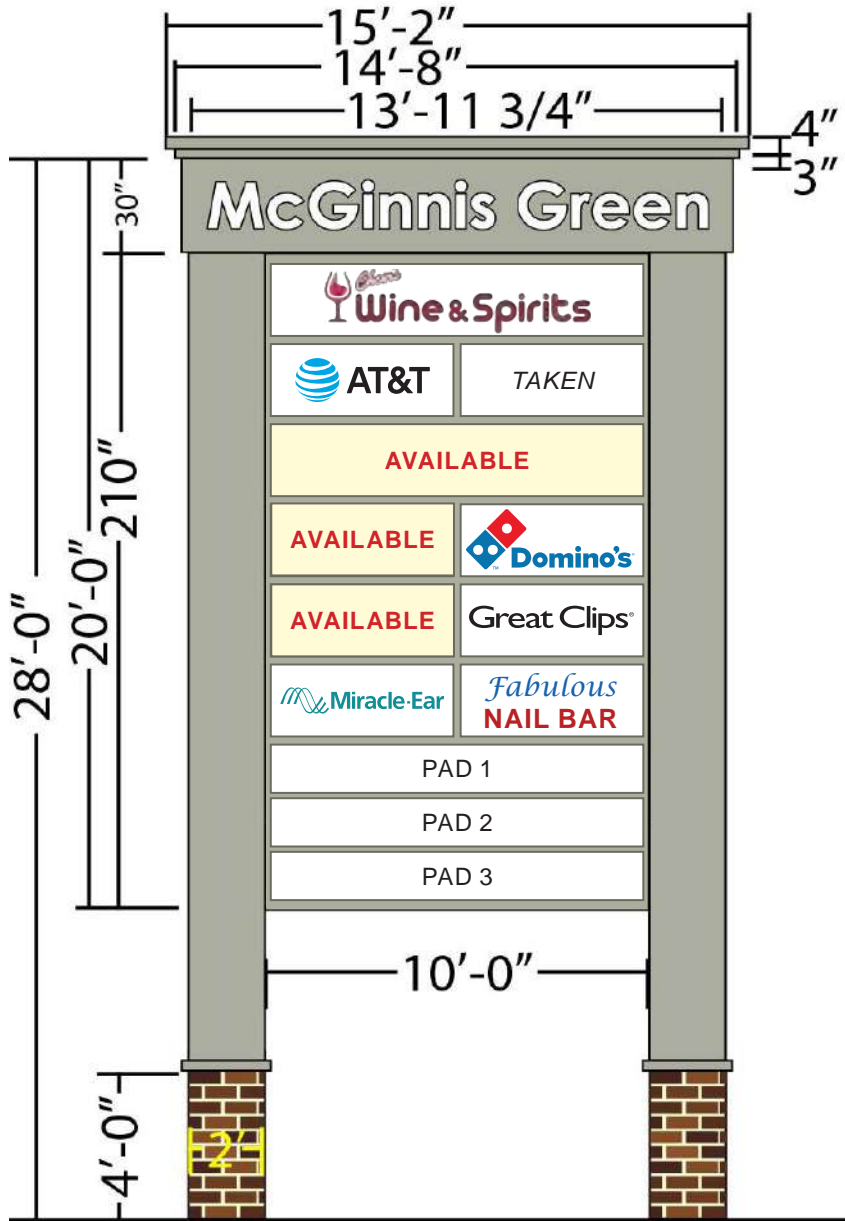 15′-2″
14′-8″
13′-11 3/4″
4″
3″
30″
McGinnis Green
Cheers
Wine & Spirits
AT&T
TAKEN
AVAILABLE
210″
20′-0″
28′-0″
AVAILABLE
Domino's
TM
AVAILABLE
Great Clips®
Miracle-Ear
Fabulous
NAIL BAR
PAD 1
PAD 2
PAD 3
10′-0″
4′-0″
2′-